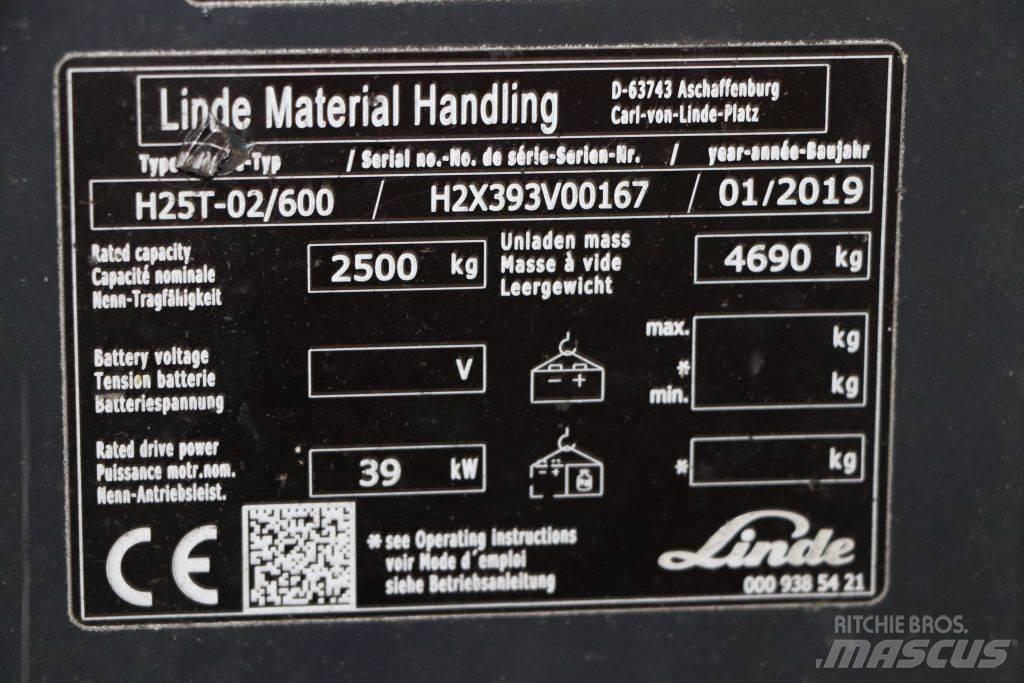 Linde Material Handling
D-63743 Aschaffenburg
Carl-von-Linde-Platz
Type -Typ / Serial no.-No. de série-Serien-Nr. / year-année-Baujahr
H25T-02/600 / H2X393V00167 / 01/2019
Rated capacity
Capacité nominale
Nenn-Tragfähigkeit
2500 kg
Unladen mass
Masse à vide
Leergewicht
4690 kg
Battery voltage
Tension batterie
Batteriespannung
V
- +
max. kg
*
min. kg
Rated drive power
Puissance motr.nom.
Nenn-Antriebsleist.
39 kW
- +
* kg
CE
* see Operating instructions
voir Mode d'emploi
siehe Betriebsanleitung
Linde
000 938 54 21
RITCHIE BROS.
MASCUS